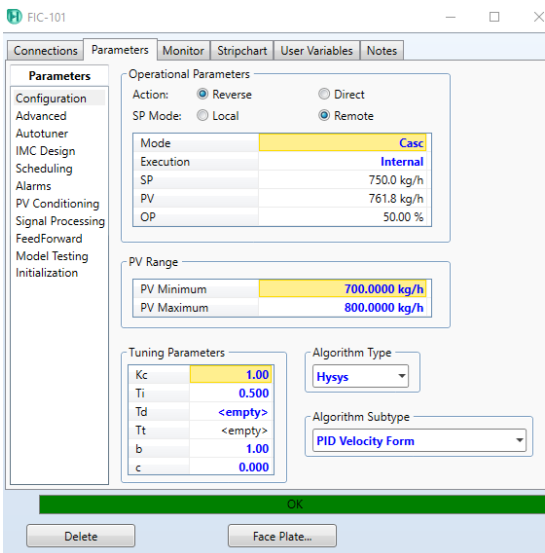 FIC-101
Connections Parameters Monitor Stripchart User Variables Notes
Parameters
Configuration
Advanced
Autotuner
IMC Design
Scheduling
Alarms
PV Conditioning
Signal Processing
FeedForward
Model Testing
Initialization
Operational Parameters
Action: Reverse Direct
SP Mode: Local Remote
Mode Casc
Execution Internal
SP 750.0 kg/h
PV 761.8 kg/h
OP 50.00 %
PV Range
PV Minimum 700.0000 kg/h
PV Maximum 800.0000 kg/h
Tuning Parameters
Kc 1.00
Ti 0.500
Td <empty>
Tt <empty>
b 1.00
c 0.000
Algorithm Type
Hysys
Algorithm Subtype
PID Velocity Form
OK
Delete Face Plate...